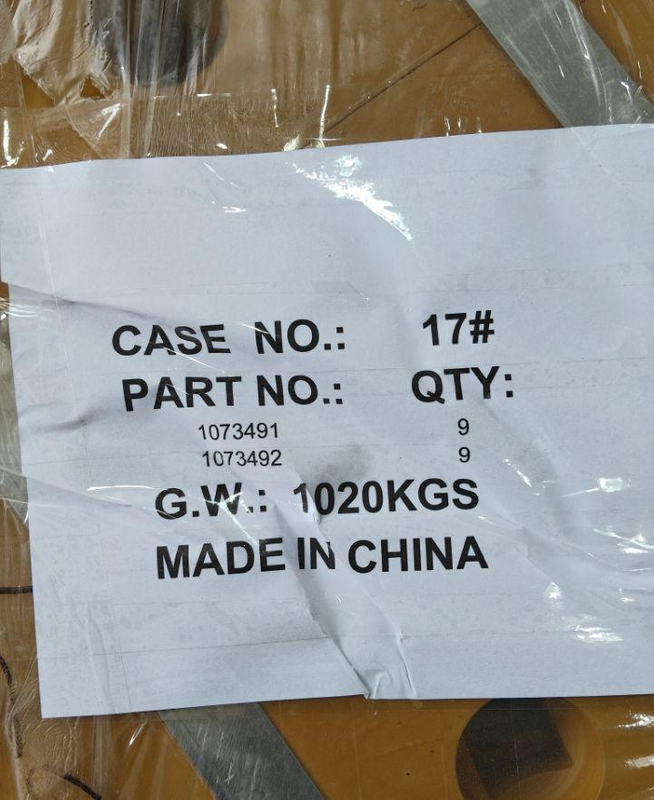 CASE NO.: 17#
PART NO.: QTY:
1073491 9
1073492 9
G.W.: 1020KGS
MADE IN CHINA